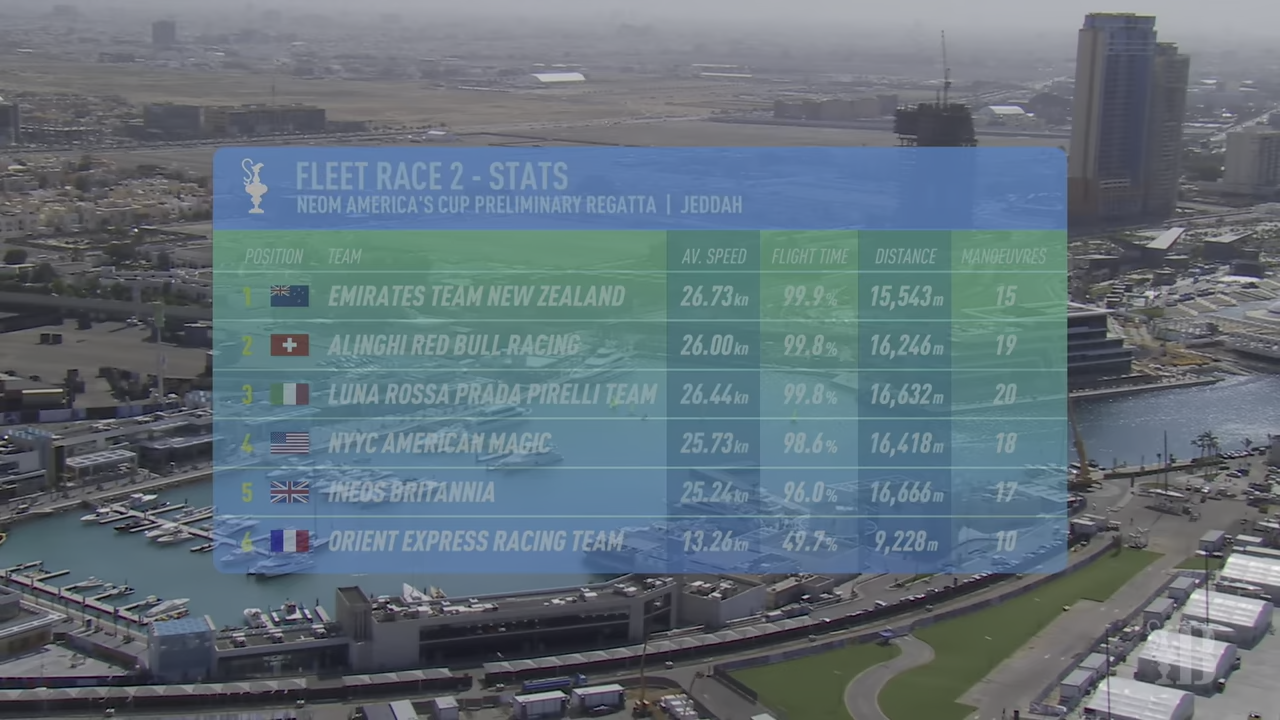 FLEET RACE 2 - STATS
NEOM AMERICA'S CUP PRELIMINARY REGATTA | JEDDAH
POSITION TEAM AV. SPEED FLIGHT TIME DISTANCE MANOEUVRES
1 EMIRATES TEAM NEW ZEALAND 26.73kn 99.9% 15,543m 15
2 ALINGHI RED BULL RACING 26.00kn 99.8% 16,246m 19
3 LUNA ROSSA PRADA PIRELLI TEAM 26.44kn 99.8% 16,632m 20
4 NYYC AMERICAN MAGIC 25.73kn 98.6% 16,418m 18
5 INEOS BRITANNIA 25.24kn 96.0% 16,666m 17
6 ORIENT EXPRESS RACING TEAM 13.26kn 49.7% 9,228m 10